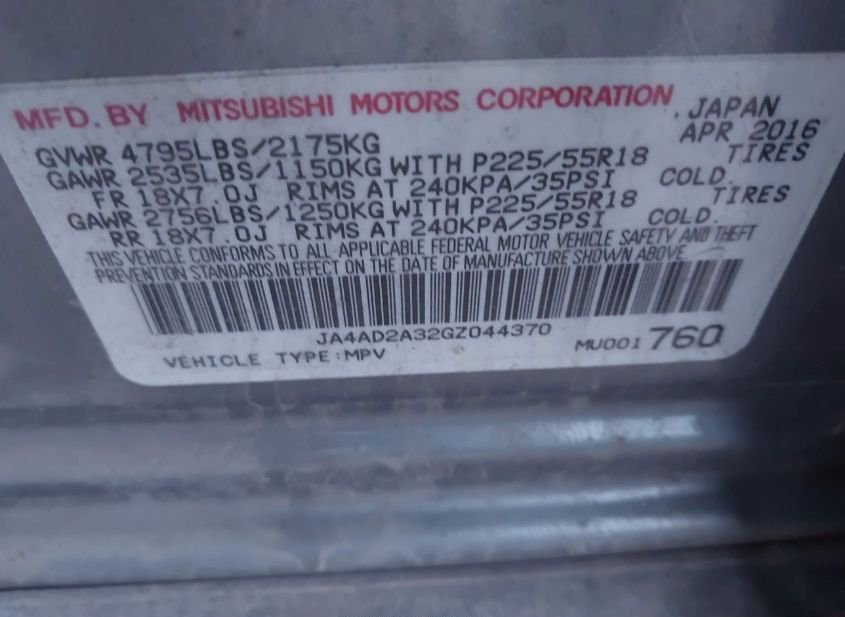 MFD. BY MITSUBISHI MOTORS CORPORATION, JAPAN
GVWR 4795LBS/2175KG APR 2016
GAWR 2535LBS/1150KG WITH P225/55R18 TIRES
FR 18X7.0J RIMS AT 240KPA/35PSI COLD.
GAWR 2756LBS/1250KG WITH P225/55R18 TIRES
RR 18X7.0J RIMS AT 240KPA/35PSI COLD.
THIS VEHICLE CONFORMS TO ALL APPLICABLE FEDERAL MOTOR VEHICLE SAFETY AND THEFT
PREVENTION STANDARDS IN EFFECT ON THE DATE OF MANUFACTURE SHOWN ABOVE
JA4AD2A32GZ044370
VEHICLE TYPE:MPV MU001 760